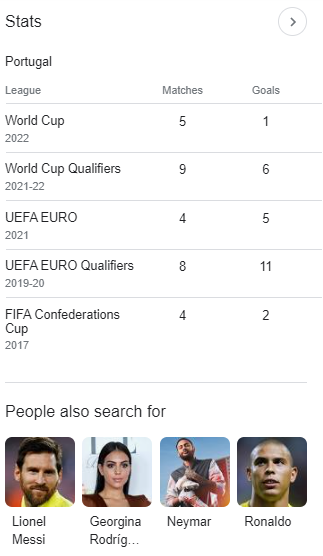 Stats
Portugal
League Matches Goals
World Cup 5 1
2022
World Cup Qualifiers 9 6
2021-22
UEFA EURO 4 5
2021
UEFA EURO Qualifiers 8 11
2019-20
FIFA Confederations
Cup 4 2
2017
People also search for
Lionel
Messi
Georgina
Rodríg...
Neymar
Ronaldo